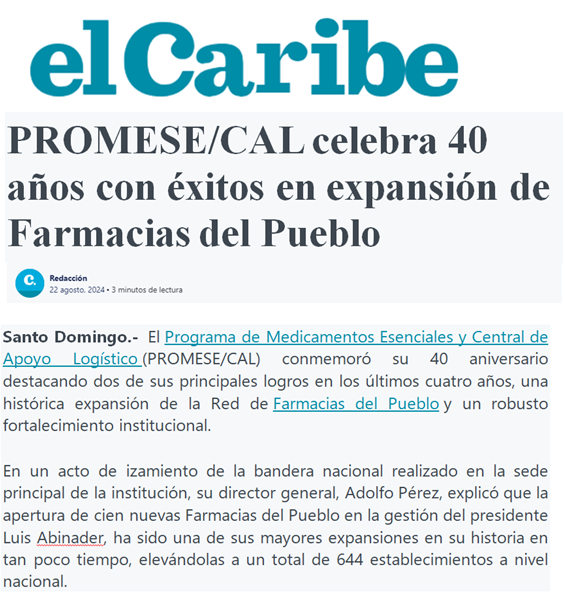 el Caribe
PROMESE/CAL celebra 40
años con éxitos en expansión de
Farmacias del Pueblo
c.
Redacción
22 agosto, 2024 • 3 minutos de lectura
Santo Domingo.- El Programa de Medicamentos Esenciales y Central de
Apoyo Logístico (PROMESE/CAL) conmemoró su 40 aniversario
destacando dos de sus principales logros en los últimos cuatro años, una
histórica expansión de la Red de Farmacias del Pueblo y un robusto
fortalecimiento institucional.
En un acto de izamiento de la bandera nacional realizado en la sede
principal de la institución, su director general, Adolfo Pérez, explicó que la
apertura de cien nuevas Farmacias del Pueblo en la gestión del presidente
Luis Abinader, ha sido una de sus mayores expansiones en su historia en
tan poco tiempo, elevándolas a un total de 644 establecimientos a nivel
nacional.